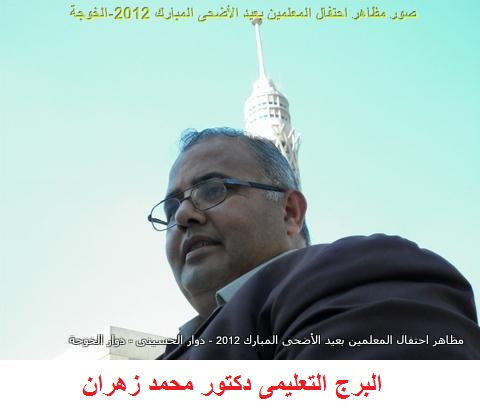 صور مظاهر احتفال المعلمين بعيد الأضحى المبارك 2012-الخوجة
مظاهر احتفال المعلمين بعيد الأضحى المبارك 2012 - دوار الحسينى - دوار الخوجة
البرج التعليمى دكتور محمد زهران